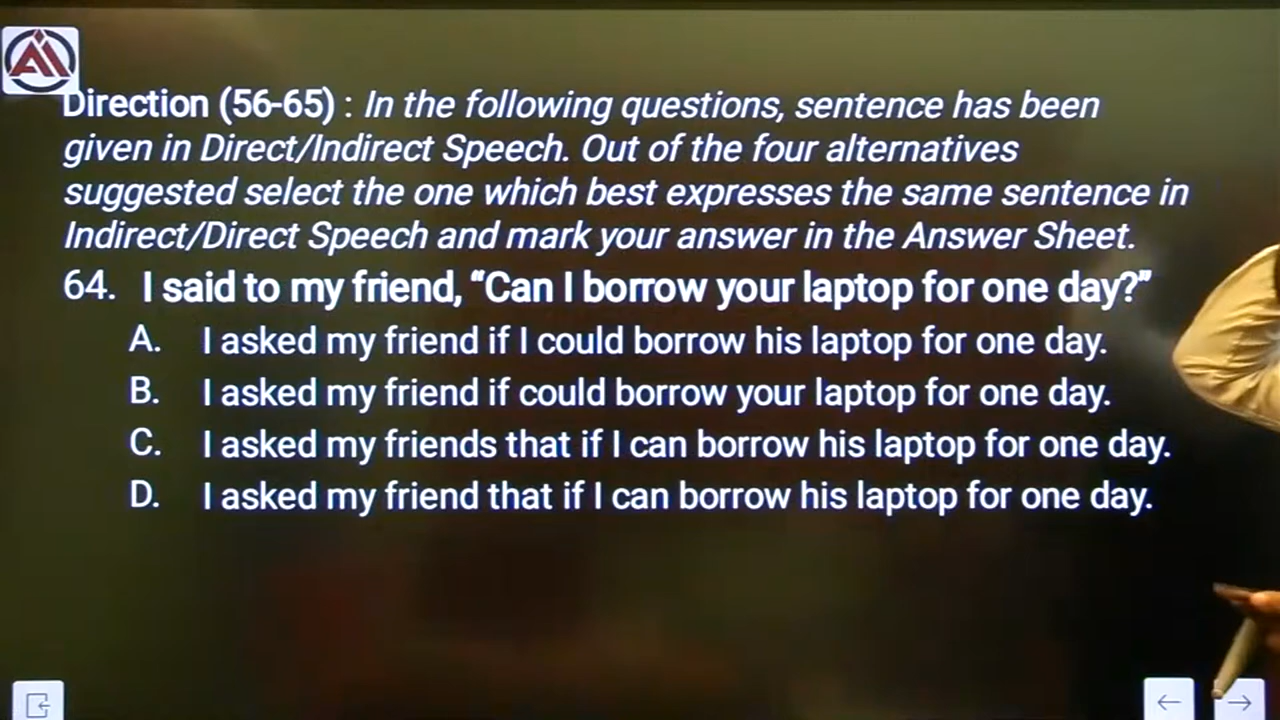 Direction (56-65) : In the following questions, sentence has been
given in Direct/Indirect Speech. Out of the four alternatives
suggested select the one which best expresses the same sentence in
Indirect/Direct Speech and mark your answer in the Answer Sheet.
64. I said to my friend, “Can I borrow your laptop for one day?”
A. I asked my friend if I could borrow his laptop for one day.
B. I asked my friend if could borrow your laptop for one day.
C. I asked my friends that if I can borrow his laptop for one day.
D. I asked my friend that if I can borrow his laptop for one day.